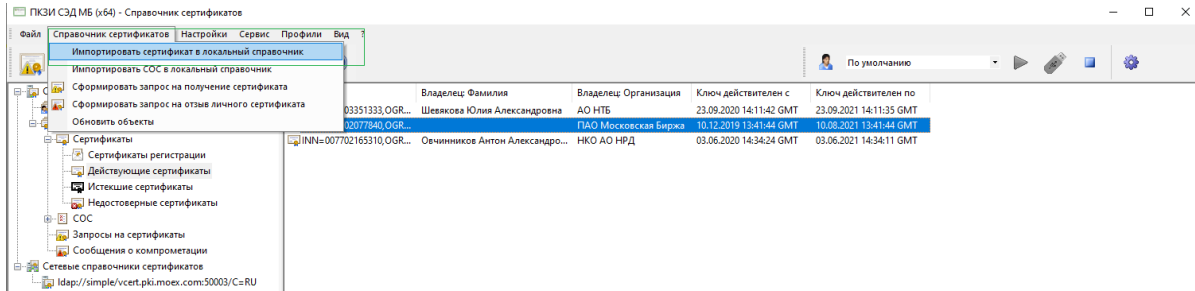 ПКЗИ СЭД МБ (x64) - Справочник сертификатов
Файл Справочник сертификатов Настройки Сервис Профили Вид ?
Импортировать сертификат в локальный справочник
Импортировать СОС в локальный справочник
Сформировать запрос на получение сертификата
Сформировать запрос на отзыв личного сертификата
Обновить объекты
По умолчанию
Владелец: Фамилия Владелец: Организация Ключ действителен с Ключ действителен по
03351333,OGR... Шевякова Юлия Александровна АО НТБ 23.09.2020 14:11:42 GMT 23.09.2021 14:11:35 GMT
02077840,OGR... ПАО Московская Биржа 10.12.2019 13:41:44 GMT 10.08.2021 13:41:44 GMT
INN=007702165310,OGR... Овчинников Антон Александро... НКО АО НРД 03.06.2020 14:34:24 GMT 03.06.2021 14:34:11 GMT
Сертификаты
Сертификаты регистрации
Действующие сертификаты
Истекшие сертификаты
Недостоверные сертификаты
СОС
Запросы на сертификаты
Сообщения о компрометации
Сетевые справочники сертификатов
ldap://simple/vcert.pki.moex.com:50003/C=RU